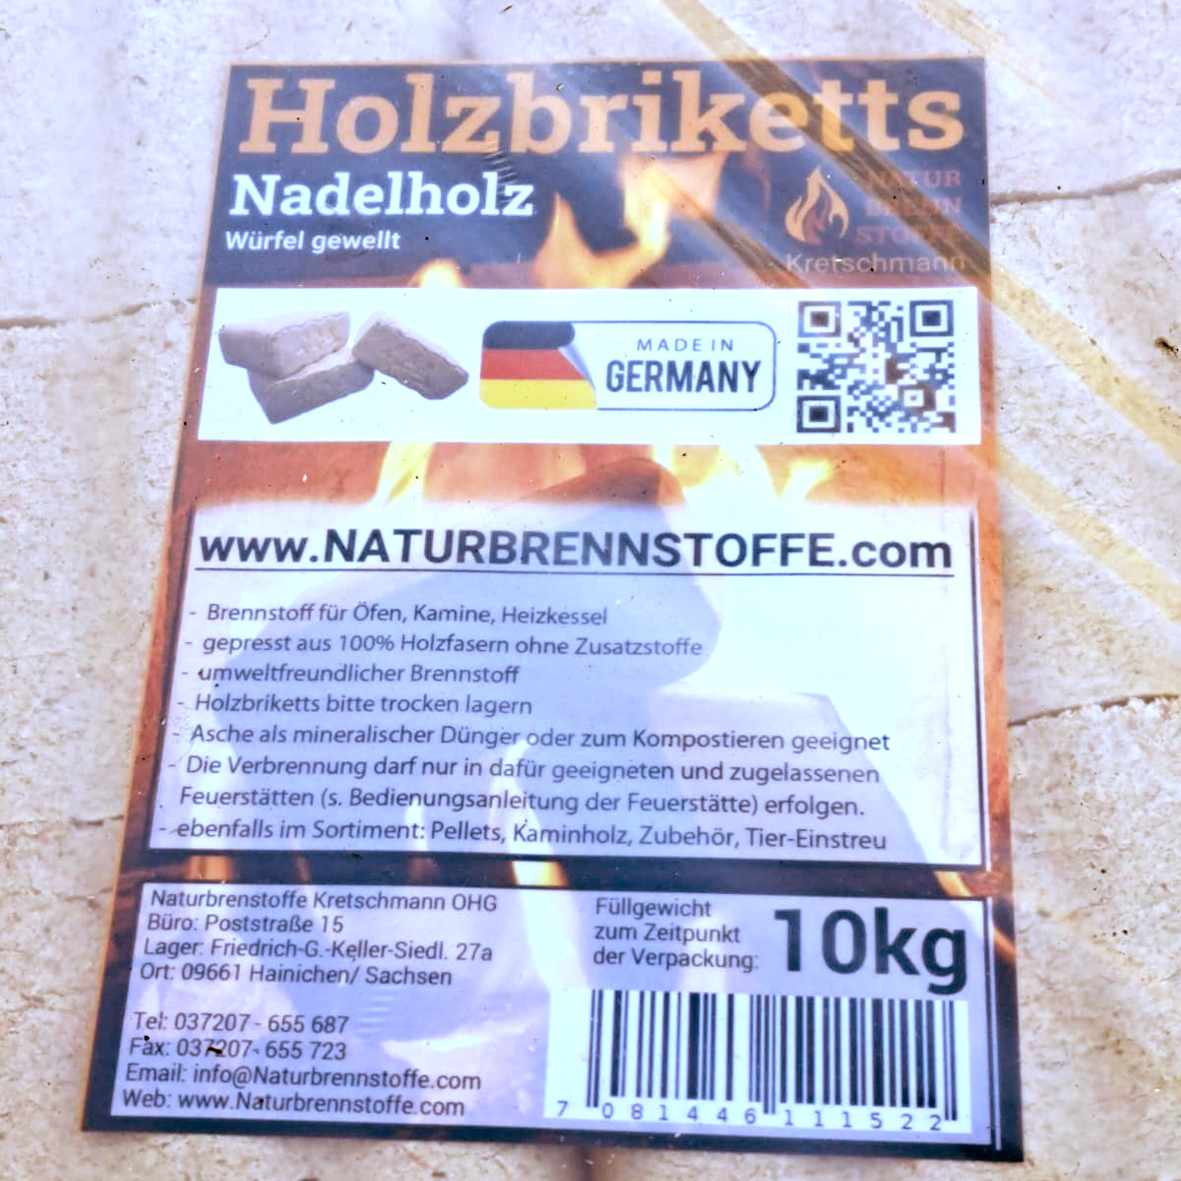 Holzbriketts
Nadelholz
Würfel gewellt
NATUR
BRENN
STOFFE
Kretschmann
MADE IN
GERMANY
www.NATURBRENNSTOFFE.com
- Brennstoff für Öfen, Kamine, Heizkessel
- gepresst aus 100% Holzfasern ohne Zusatzstoffe
- umweltfreundlicher Brennstoff
- Holzbriketts bitte trocken lagern
- Asche als mineralischer Dünger oder zum Kompostieren geeignet
- Die Verbrennung darf nur in dafür geeigneten und zugelassenen
Feuerstätten (s. Bedienungsanleitung der Feuerstätte) erfolgen.
- ebenfalls im Sortiment: Pellets, Kaminholz, Zubehör, Tier-Einstreu
Naturbrenstoffe Kretschmann OHG
Büro: Poststraße 15
Lager: Friedrich-G.-Keller-Siedl. 27a
Ort: 09661 Hainichen/ Sachsen
Tel: 037207 - 655 687
Fax: 037207- 655 723
Email: info@Naturbrennstoffe.com
Web: www.Naturbrennstoffe.com
Füllgewicht
zum Zeitpunkt
der Verpackung:
10kg
7 081446 111522